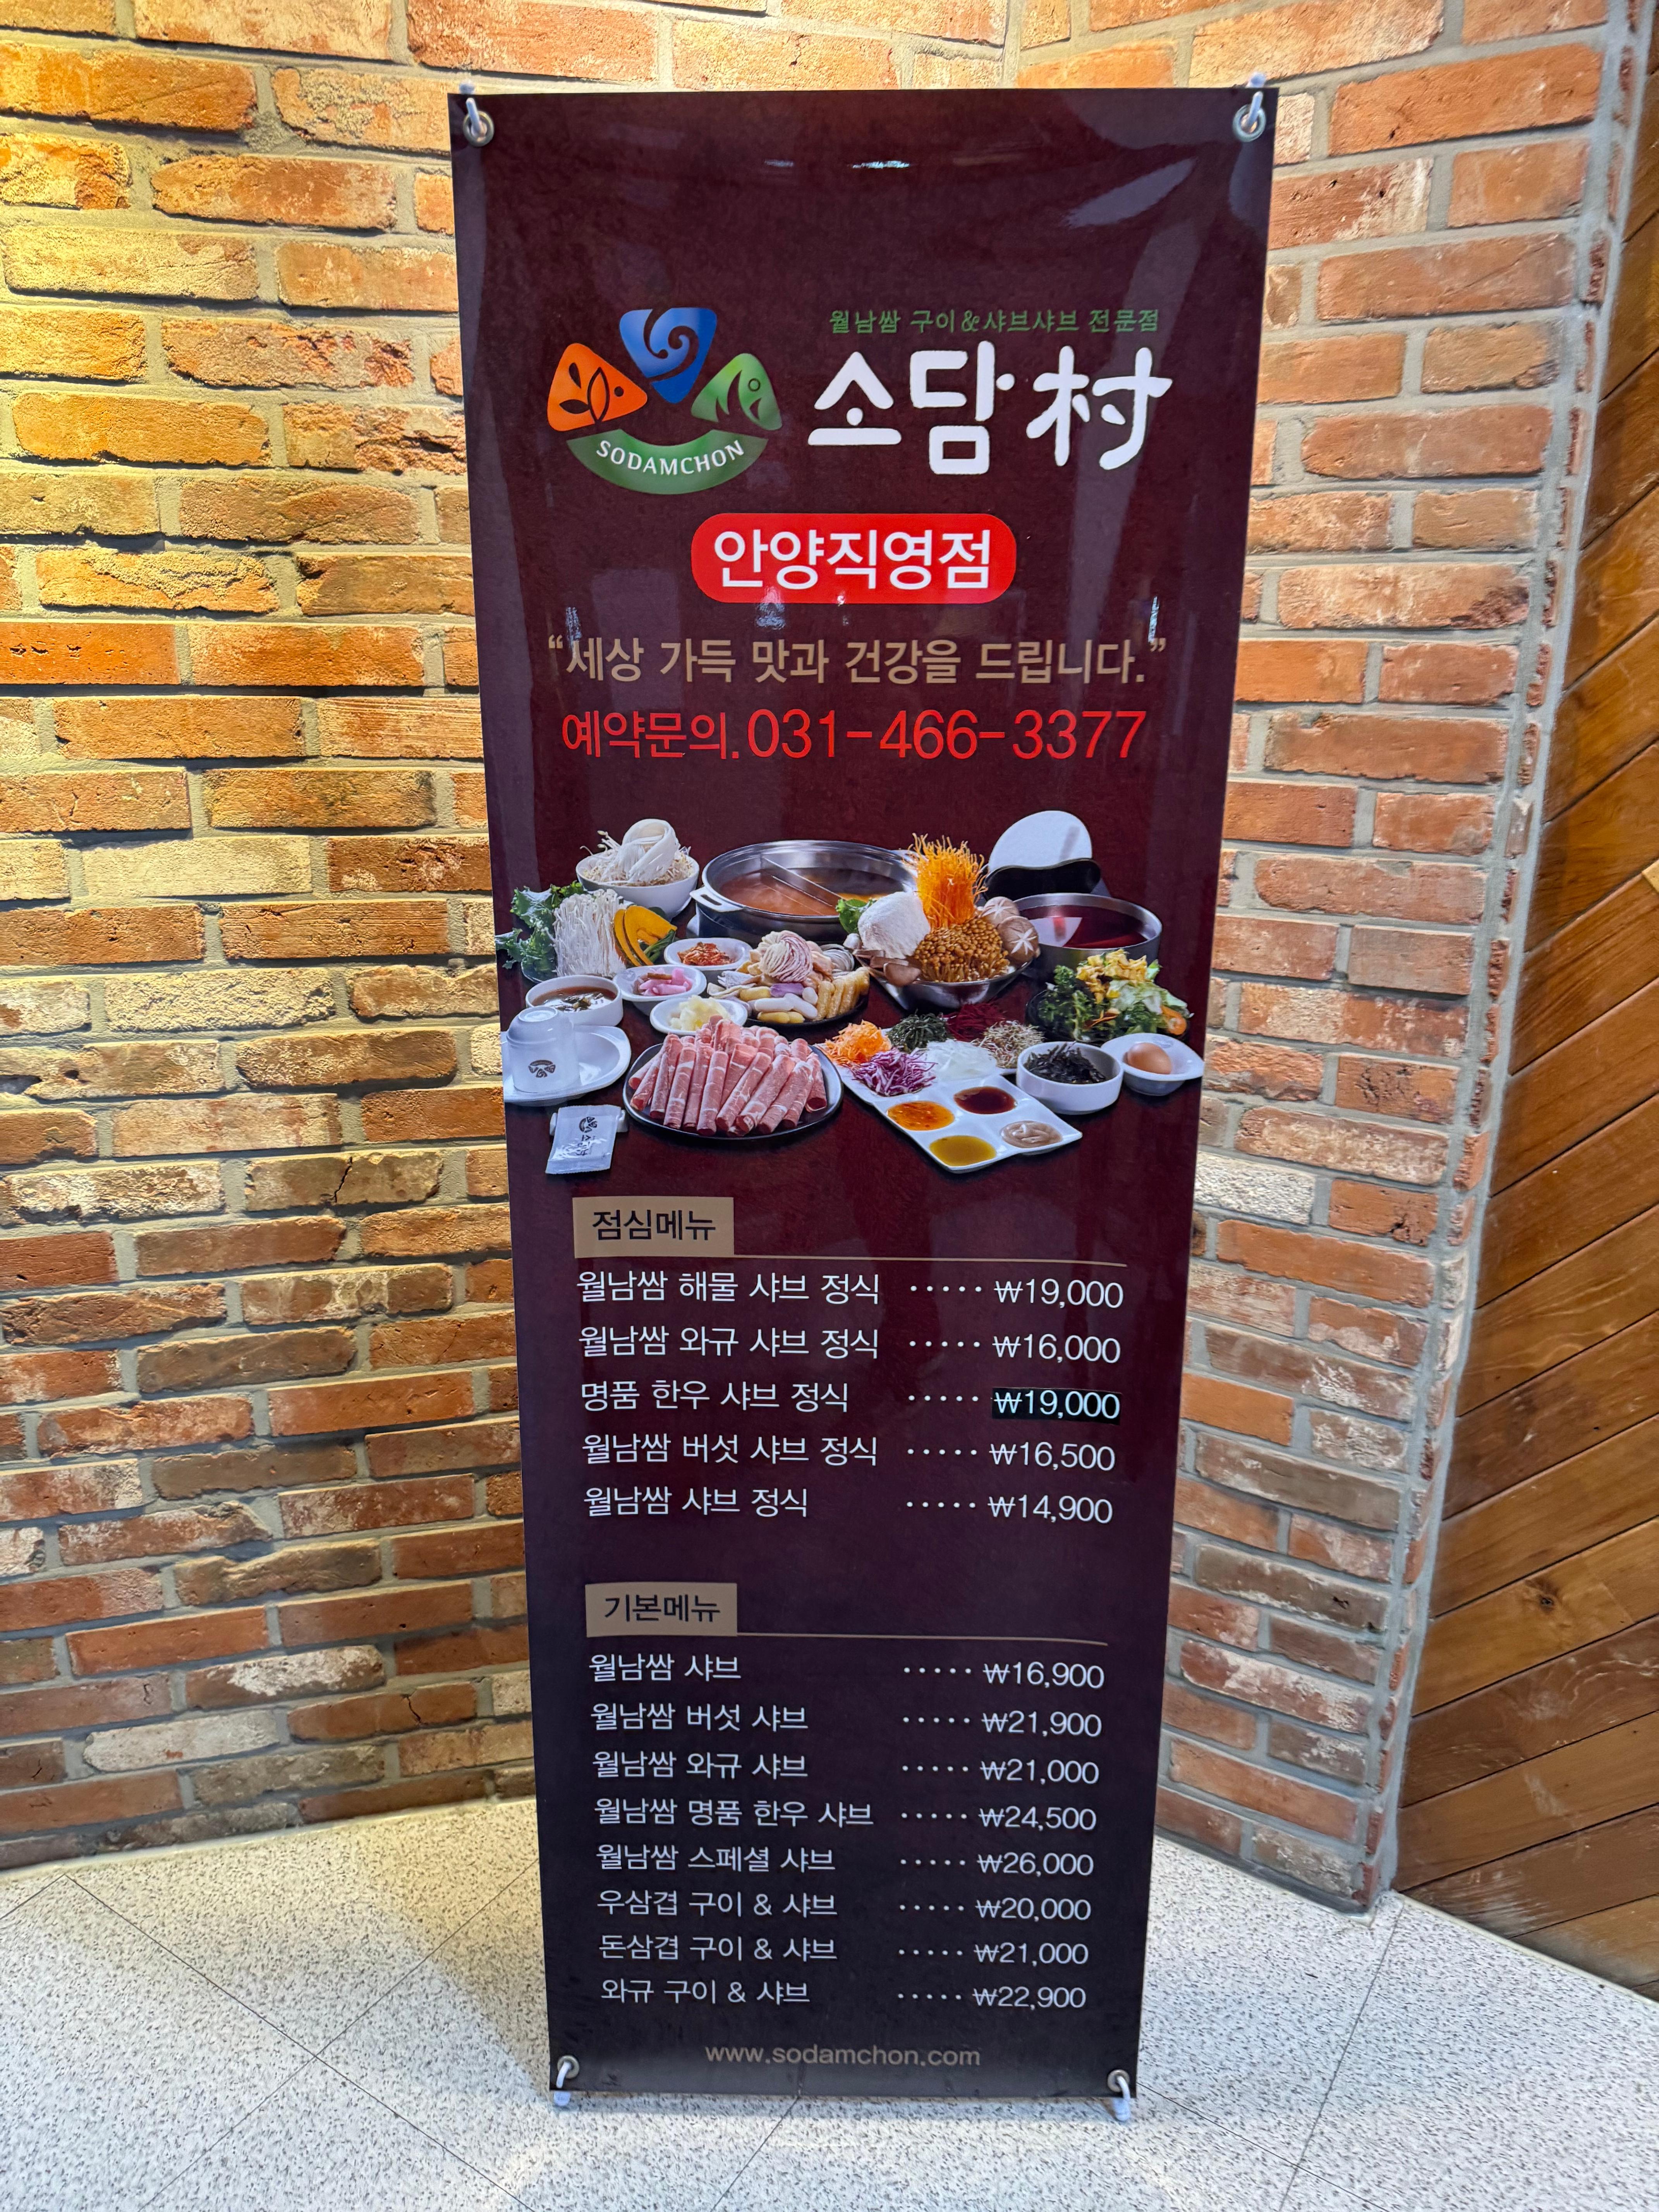 월남쌈 구이&샤브샤브 전문점
소담村
SODAMCHON
안양직영점
“세상 가득 맛과 건강을 드립니다.”
예약문의.031-466-3377
점심메뉴
월남쌈 해물 샤브 정식 ····· ₩19,000
월남쌈 와규 샤브 정식 ····· ₩16,000
명품 한우 샤브 정식 ····· ₩19,000
월남쌈 버섯 샤브 정식 ····· ₩16,500
월남쌈 샤브 정식 ····· ₩14,900
기본메뉴
월남쌈 샤브 ····· ₩16,900
월남쌈 버섯 샤브 ····· ₩21,900
월남쌈 와규 샤브 ····· ₩21,000
월남쌈 명품 한우 샤브 ····· ₩24,500
월남쌈 스페셜 샤브 ····· ₩26,000
우삼겹 구이 & 샤브 ····· ₩20,000
돈삼겹 구이 & 샤브 ····· ₩21,000
와규 구이 & 샤브 ····· ₩22,900
www.sodamchon.com